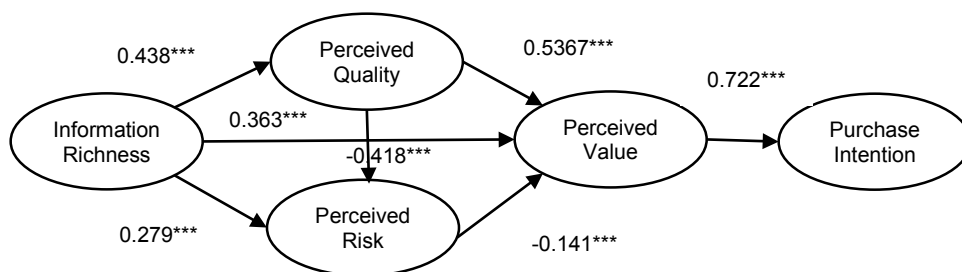 0.438***
Perceived
Quality
0.5367***
0.722***
Information
Richness
0.363***
-0.418***
Perceived
Value
Purchase
Intention
0.279***
Perceived
Risk
-0.141***